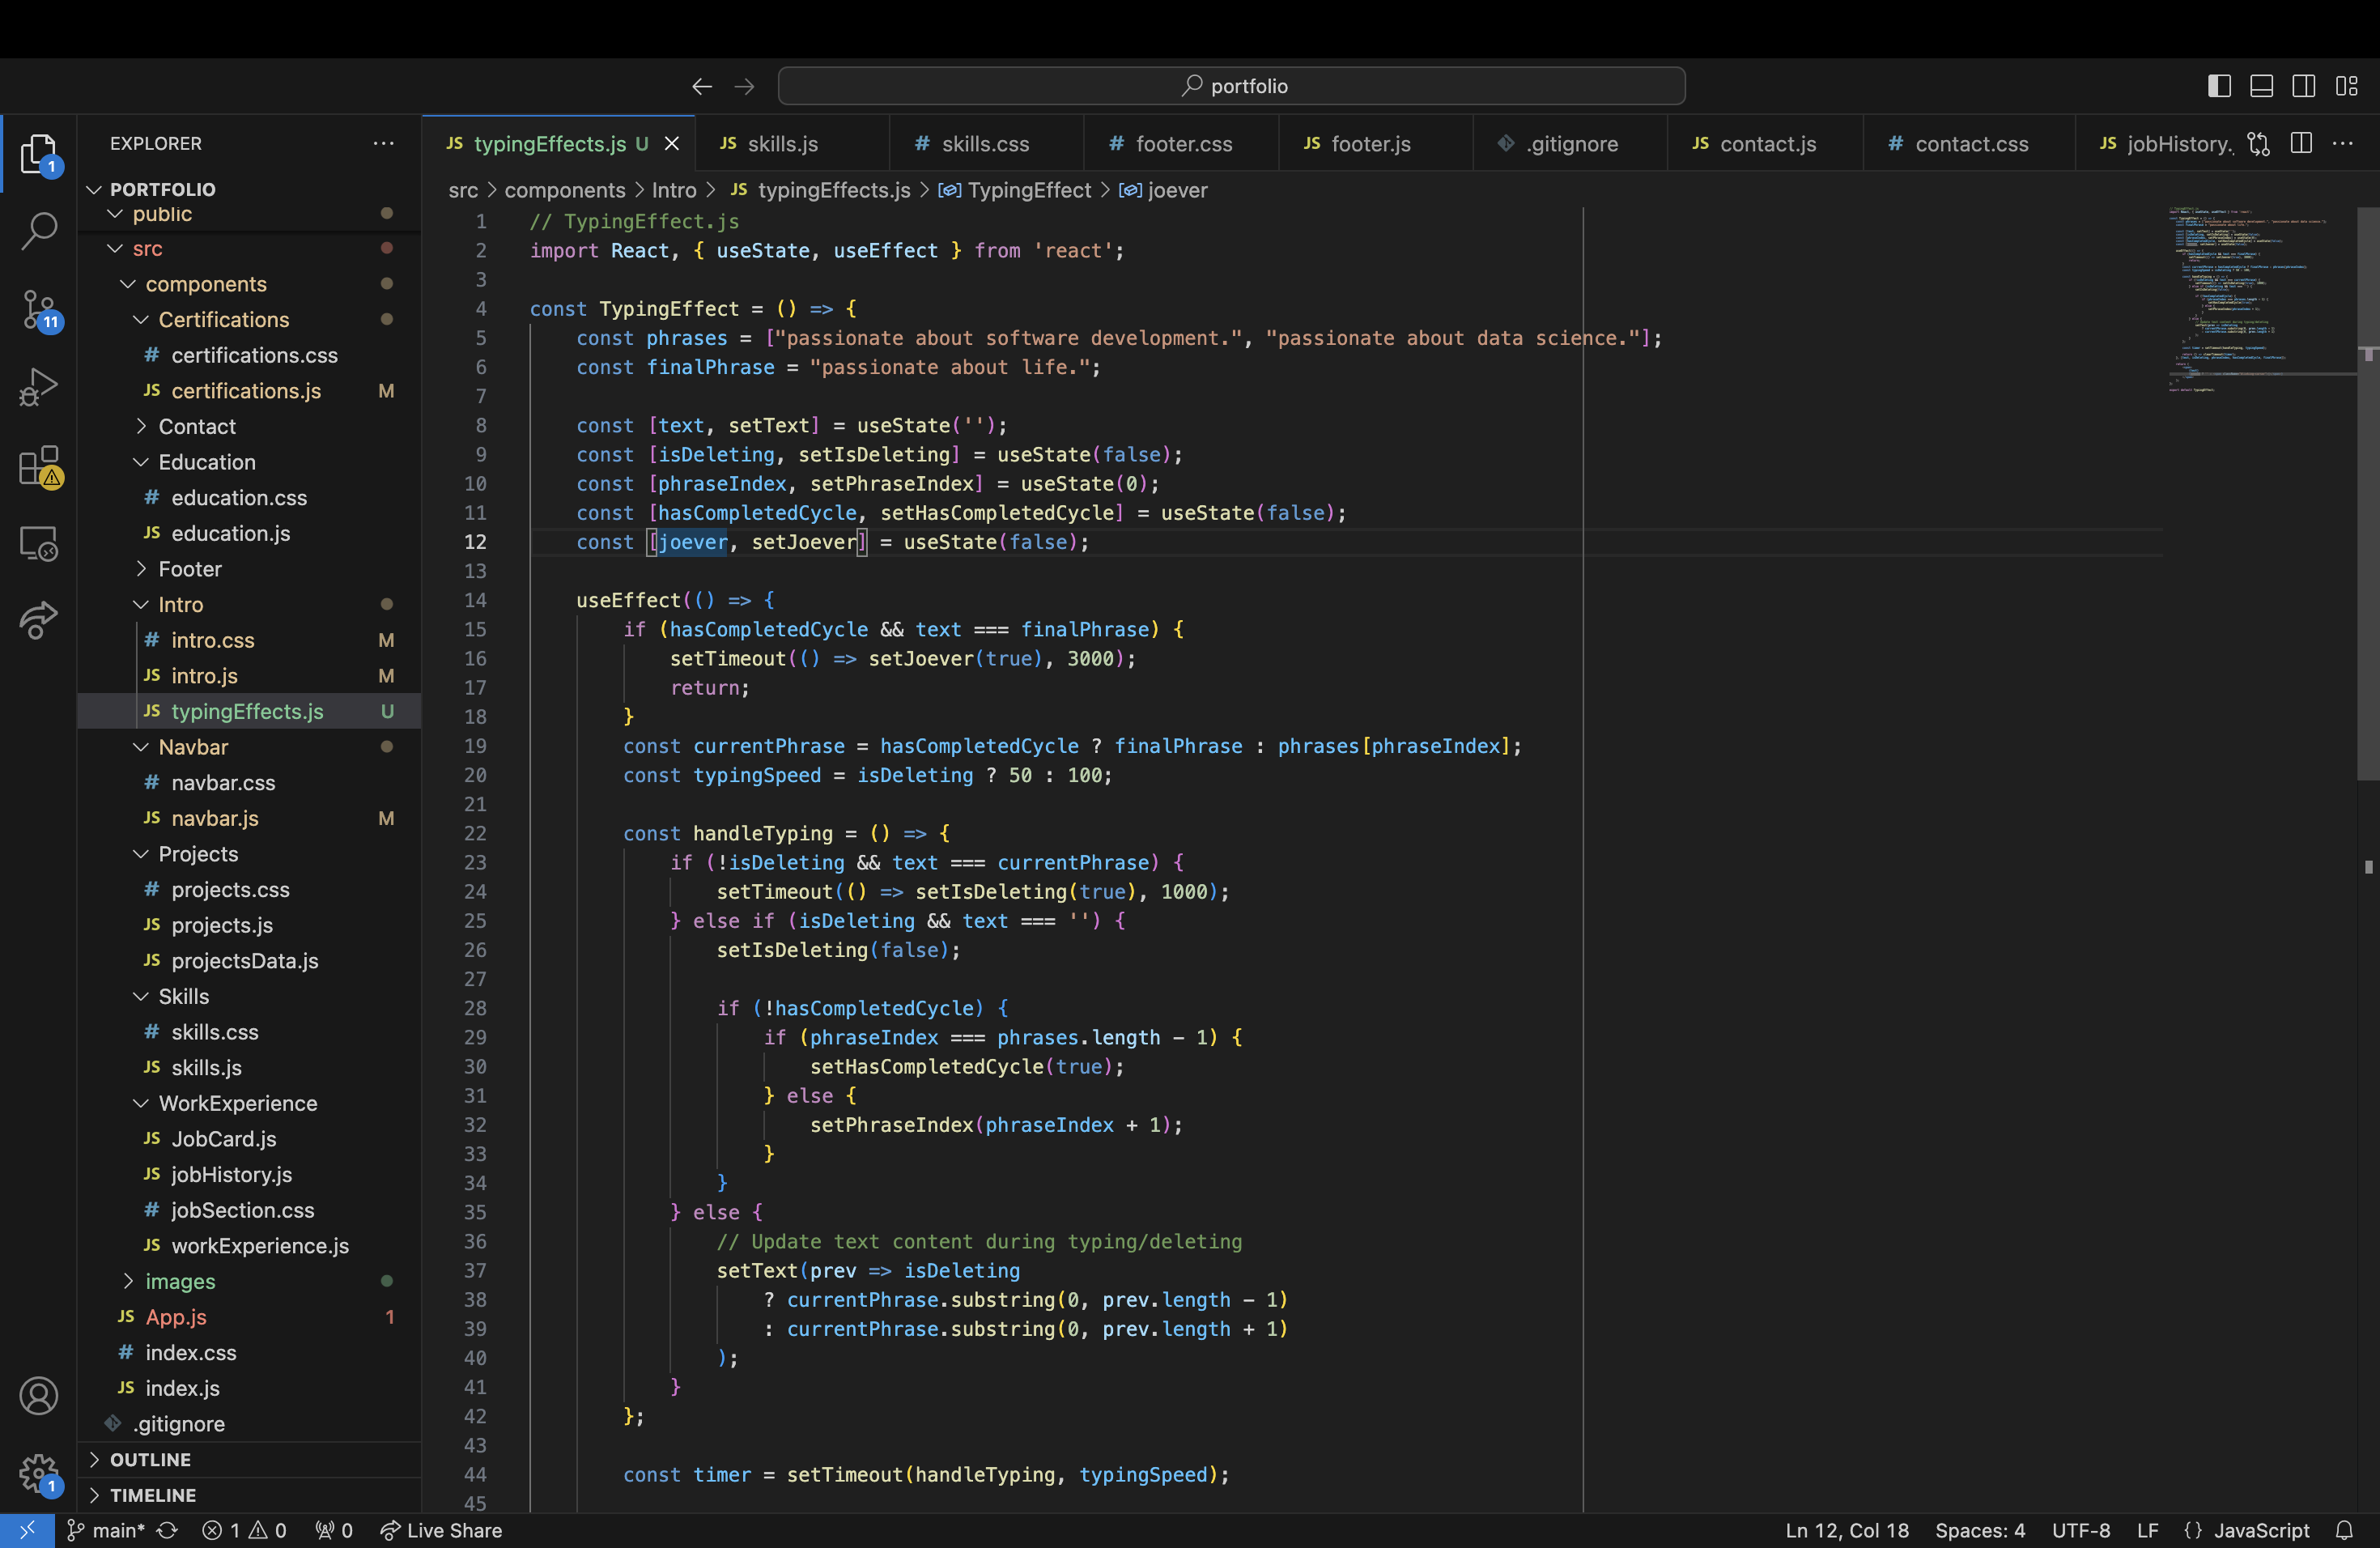 portfolio
EXPLORER
PORTFOLIO
public
src
components
Certifications
# certifications.css
JS certifications.js M
Contact
Education
# education.css
JS education.js
Footer
Intro
# intro.css M
JS intro.js M
JS typingEffects.js U
Navbar
# navbar.css
JS navbar.js M
Projects
# projects.css
JS projects.js
JS projectsData.js
Skills
# skills.css
JS skills.js
WorkExperience
JS JobCard.js
JS jobHistory.js
# jobSection.css
JS workExperience.js
images
JS App.js 1
# index.css
JS index.js
.gitignore
OUTLINE
TIMELINE
1
11
1
JS typingEffects.js U JS skills.js # skills.css # footer.css JS footer.js .gitignore JS contact.js # contact.css JS jobHistory.
src > components > Intro > JS typingEffects.js > TypingEffect > joever
1 // TypingEffect.js
2 import React, { useState, useEffect } from 'react';
3
4 const TypingEffect = () => {
5 const phrases = ["passionate about software development.", "passionate about data science."];
6 const finalPhrase = "passionate about life.";
7
8 const [text, setText] = useState('');
9 const [isDeleting, setIsDeleting] = useState(false);
10 const [phraseIndex, setPhraseIndex] = useState(0);
11 const [hasCompletedCycle, setHasCompletedCycle] = useState(false);
12 const [joever, setJoever] = useState(false);
13
14 useEffect(() => {
15 if (hasCompletedCycle && text === finalPhrase) {
16 setTimeout(() => setJoever(true), 3000);
17 return;
18 }
19 const currentPhrase = hasCompletedCycle ? finalPhrase : phrases[phraseIndex];
20 const typingSpeed = isDeleting ? 50 : 100;
21
22 const handleTyping = () => {
23 if (!isDeleting && text === currentPhrase) {
24 setTimeout(() => setIsDeleting(true), 1000);
25 } else if (isDeleting && text === '') {
26 setIsDeleting(false);
27
28 if (!hasCompletedCycle) {
29 if (phraseIndex === phrases.length - 1) {
30 setHasCompletedCycle(true);
31 } else {
32 setPhraseIndex(phraseIndex + 1);
33 }
34 }
35 } else {
36 // Update text content during typing/deleting
37 setText(prev => isDeleting
38 ? currentPhrase.substring(0, prev.length - 1)
39 : currentPhrase.substring(0, prev.length + 1)
40 );
41 }
42 };
43
44 const timer = setTimeout(handleTyping, typingSpeed);
45
main* 1 0 0 Live Share
Ln 12, Col 18 Spaces: 4 UTF-8 LF {} JavaScript